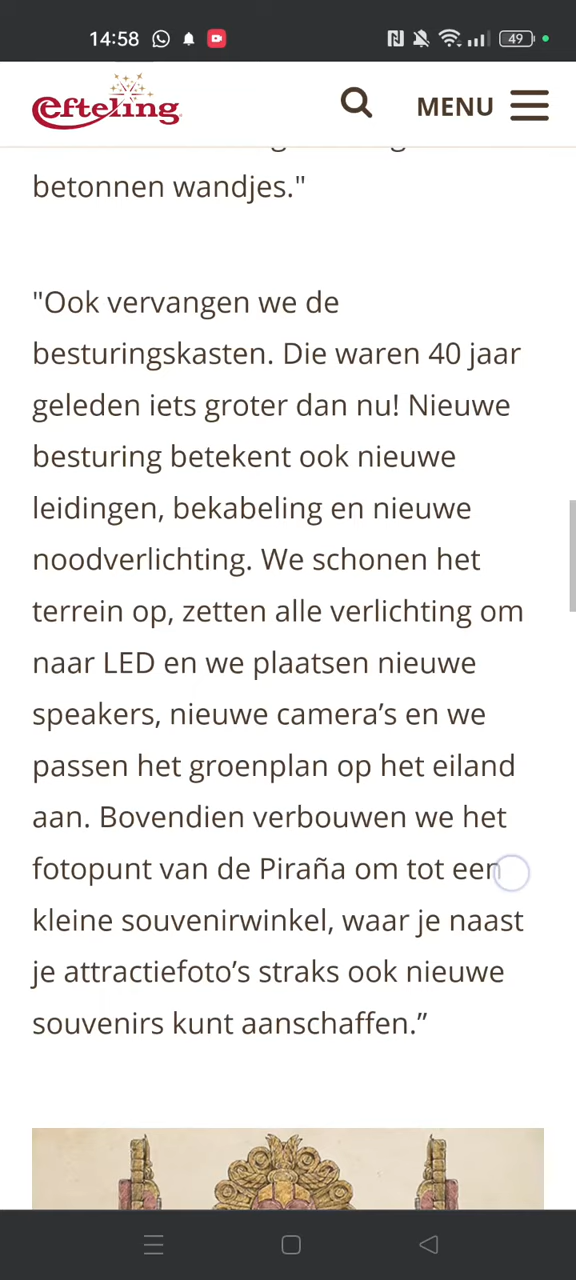 14:58
49
efteling
MENU
betonnen wandjes."
"Ook vervangen we de
besturingskasten. Die waren 40 jaar
geleden iets groter dan nu! Nieuwe
besturing betekent ook nieuwe
leidingen, bekabeling en nieuwe
noodverlichting. We schonen het
terrein op, zetten alle verlichting om
naar LED en we plaatsen nieuwe
speakers, nieuwe camera’s en we
passen het groenplan op het eiland
aan. Bovendien verbouwen we het
fotopunt van de Piraña om tot een
kleine souvenirwinkel, waar je naast
je attractiefoto’s straks ook nieuwe
souvenirs kunt aanschaffen.”